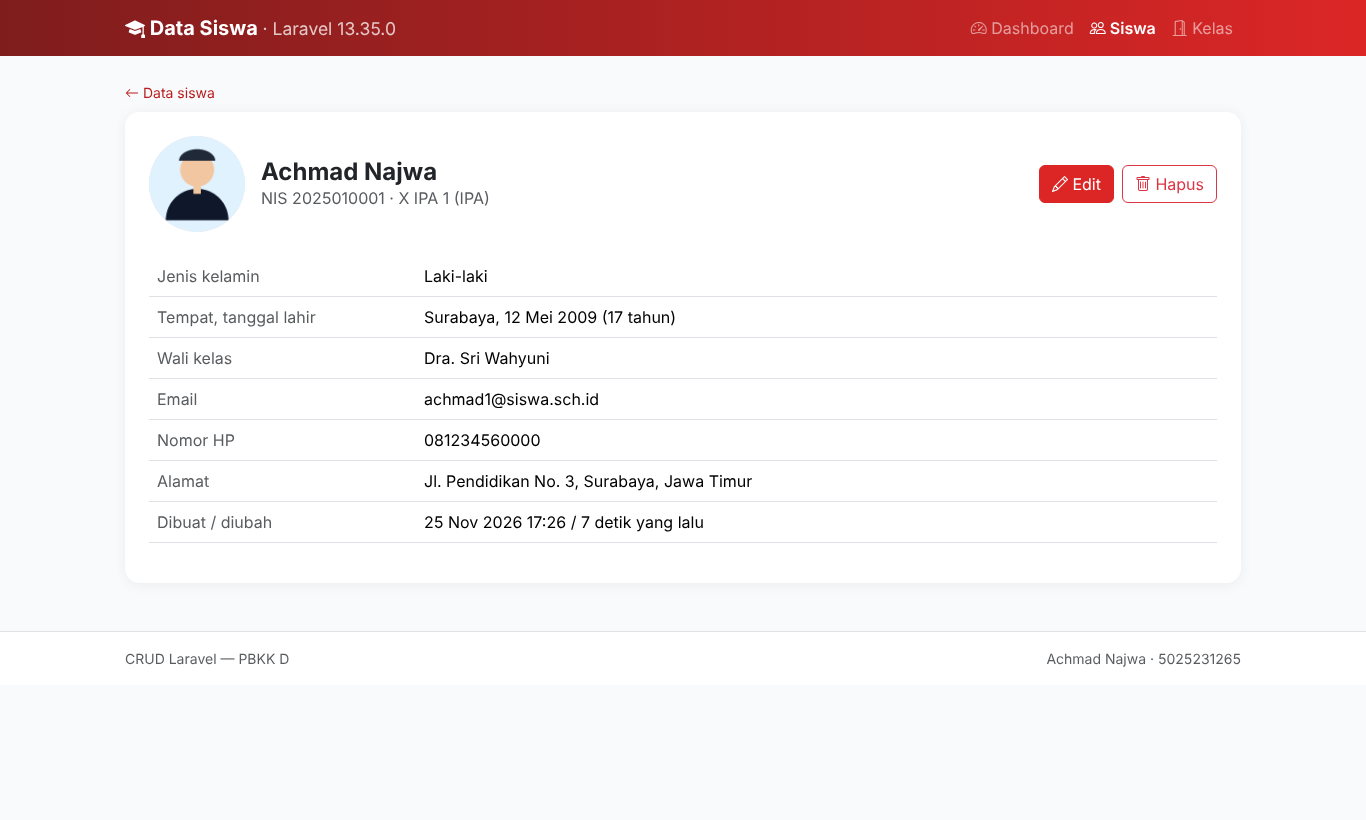 Data Siswa · Laravel 13.35.0
Dashboard
Siswa
Kelas
← Data siswa
Achmad Najwa
NIS 2025010001 · X IPA 1 (IPA)
Edit
Hapus
Jenis kelamin Laki-laki
Tempat, tanggal lahir Surabaya, 12 Mei 2009 (17 tahun)
Wali kelas Dra. Sri Wahyuni
Email achmad1@siswa.sch.id
Nomor HP 081234560000
Alamat Jl. Pendidikan No. 3, Surabaya, Jawa Timur
Dibuat / diubah 25 Nov 2026 17:26 / 7 detik yang lalu
CRUD Laravel — PBKK D
Achmad Najwa · 5025231265